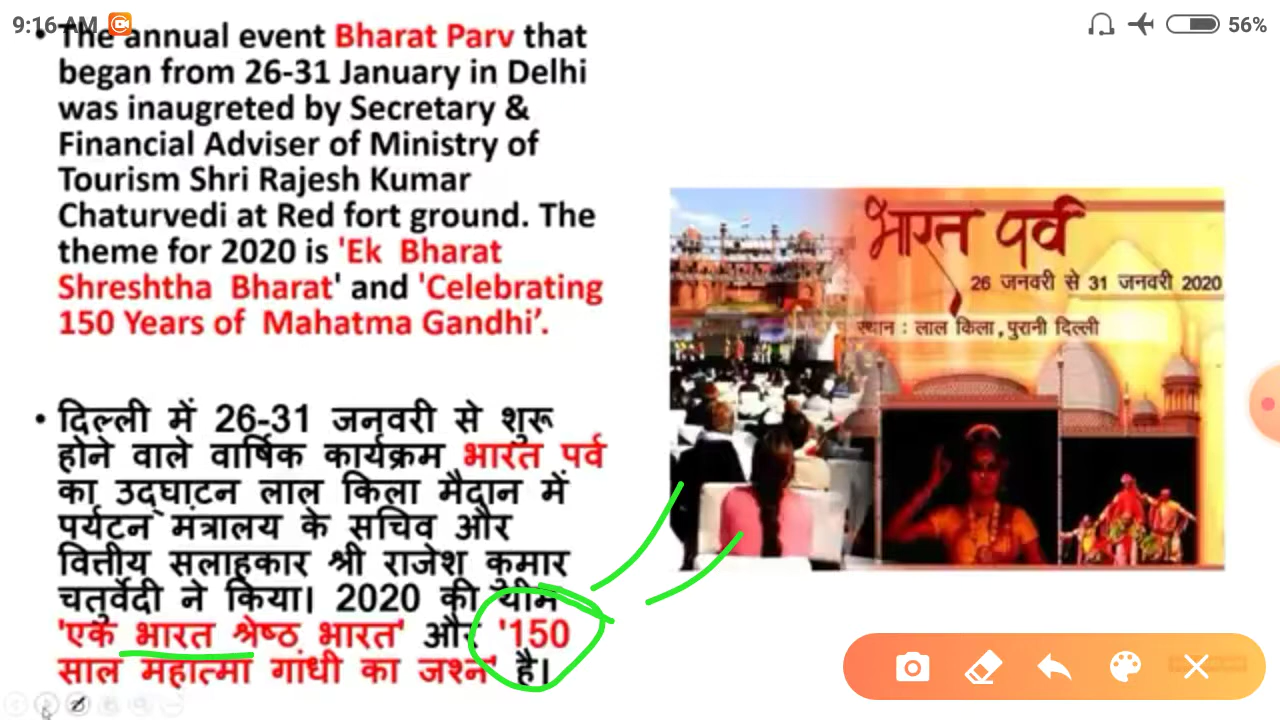 9:16 AM
56%
• The annual event Bharat Parv that
began from 26-31 January in Delhi
was inaugreted by Secretary &
Financial Adviser of Ministry of
Tourism Shri Rajesh Kumar
Chaturvedi at Red fort ground. The
theme for 2020 is 'Ek Bharat
Shreshtha Bharat' and 'Celebrating
150 Years of Mahatma Gandhi’.
• दिल्ली में 26-31 जनवरी से शुरू
होने वाले वार्षिक कार्यक्रम भारत पर्व
का उद्घाटन लाल किला मैदान में
पर्यटन मंत्रालय के सचिव और
वित्तीय सलाहकार श्री राजेश कुमार
चतुर्वेदी ने किया। 2020 की थीम
'एक भारत श्रेष्ठ भारत' और '150
साल महात्मा गांधी का जश्न' है।
भारत पर्व
26 जनवरी से 31 जनवरी 2020
स्थान : लाल किला, पुरानी दिल्ली